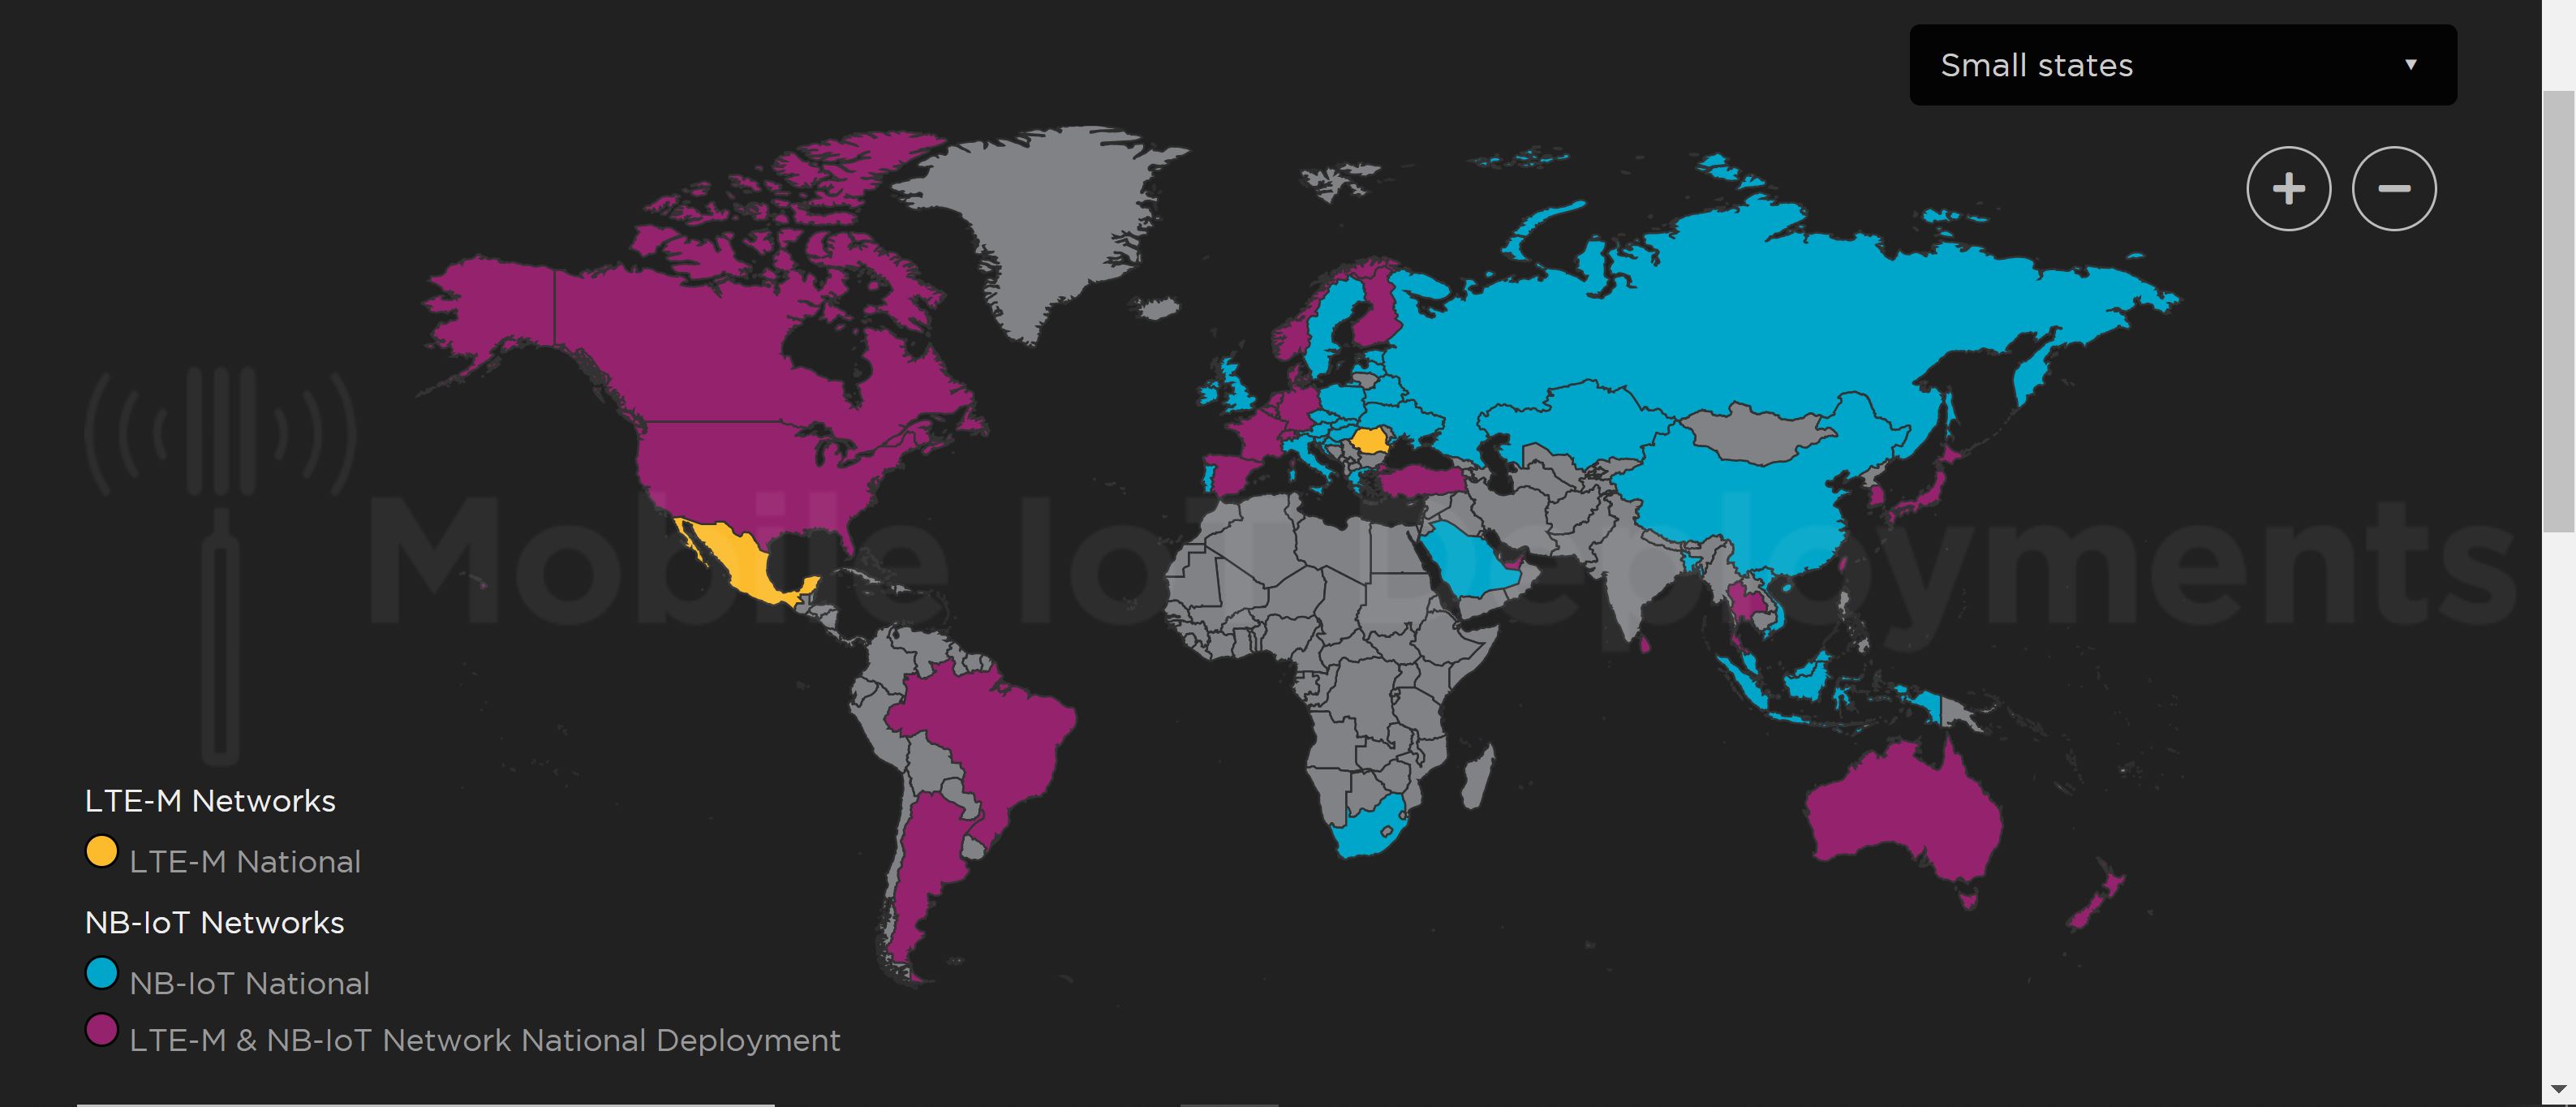 Small states
Mobile IoT Deployments
LTE-M Networks
LTE-M National
NB-IoT Networks
NB-IoT National
LTE-M & NB-IoT Network National Deployment